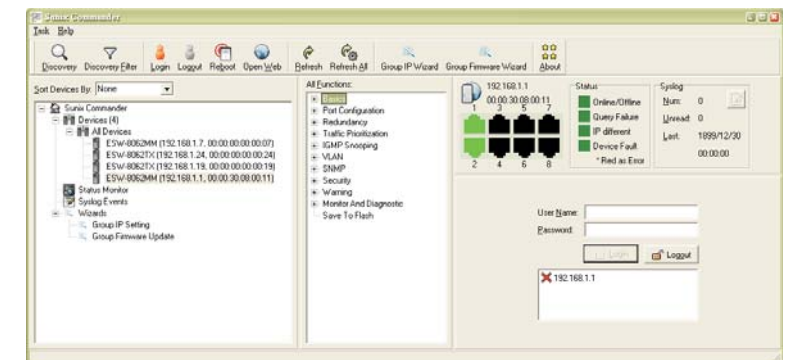 Sunix Commander
Task Help
Discovery Discovery Filter Login Logout Reboot Open Web Refresh Refresh All Group IP Wizard Group Firmware Wizard About
Sort Devices By: None
Sunix Commander
Devices (4)
All Devices
ESW-8062MM (192.168.1.7, 00:00:00:00:00:07)
ESW-8062TX (192.168.1.24, 00:00:00:00:00:24)
ESW-8062TX (192.168.1.19, 00:00:00:00:00:19)
ESW-8062MM (192.168.1.1, 00:00:30:08:00:11)
Status Monitor
Syslog Events
Wizards
Group IP Setting
Group Firmware Update
All Functions:
Port Configuration
Redundancy
Traffic Prioritization
IGMP Snooping
VLAN
SNMP
Security
Warning
Monitor And Diagnostic
Save To Flash
192.168.1.1
00:00:30:08:00:11
1 3 5 7
2 4 6 8
Status
Online/Offline
Query Failure
IP different
Device Fault
* Red as Error
Syslog
Num: 0
Unread: 0
Last: 1899/12/30
00:00:00
User Name:
Password:
Login Logout
192.168.1.1